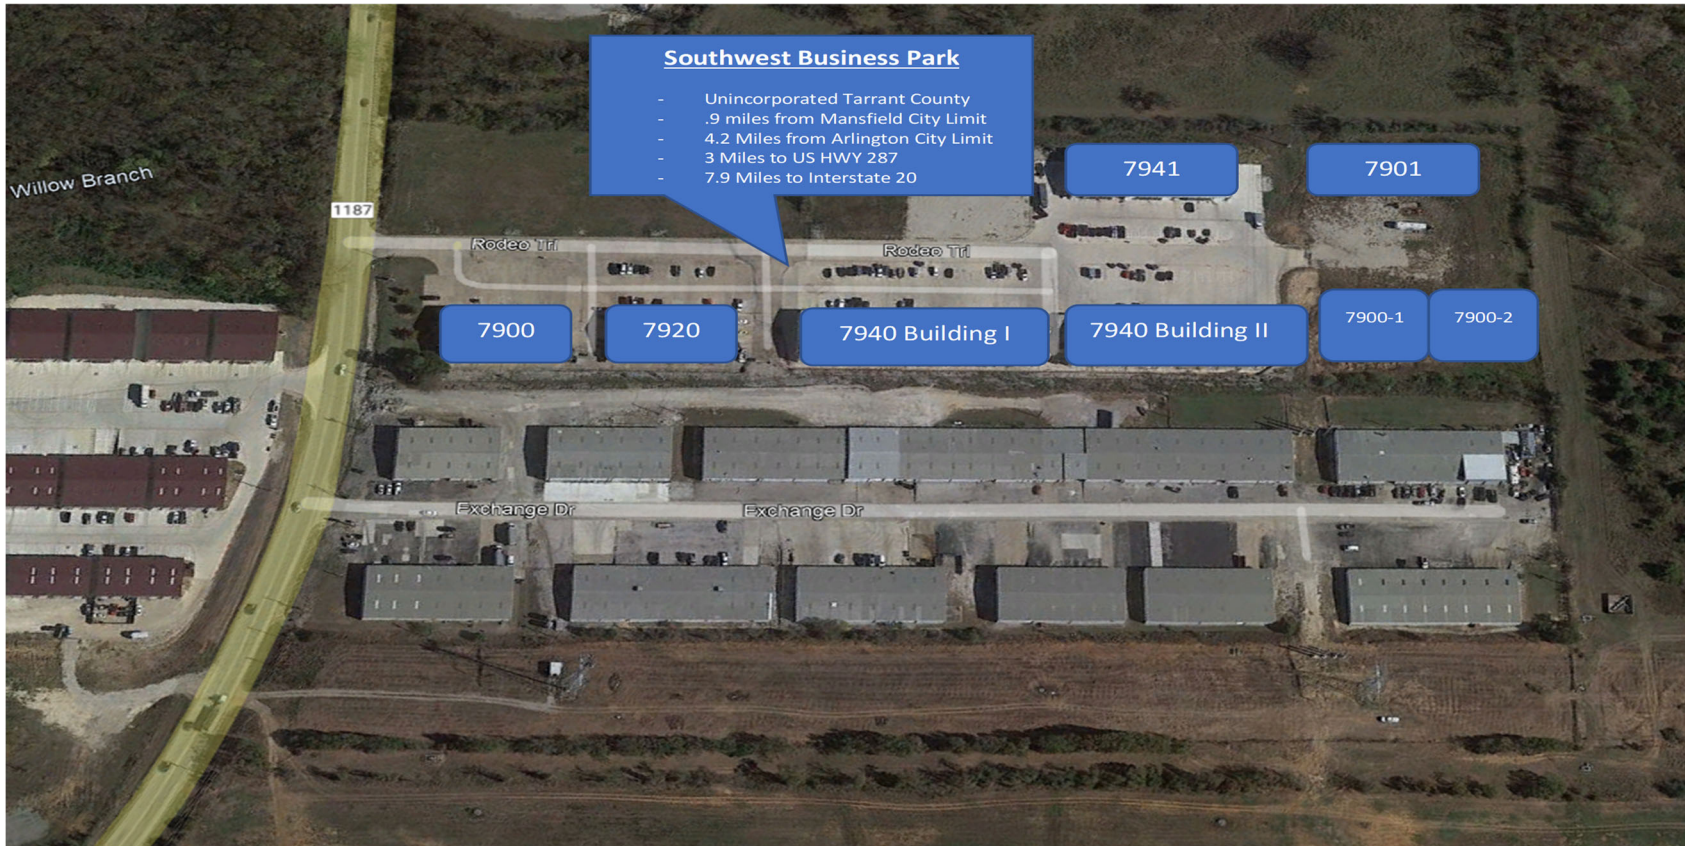 Southwest Business Park
- Unincorporated Tarrant County
- .9 miles from Mansfield City Limit
- 4.2 Miles from Arlington City Limit
- 3 Miles to US HWY 287
- 7.9 Miles to Interstate 20
7941
7901
Willow Branch
1187
Rodeo Trl
Rodeo Trl
7900
7920
7940 Building I
7940 Building II
7900-1
7900-2
Exchange Dr
Exchange Dr